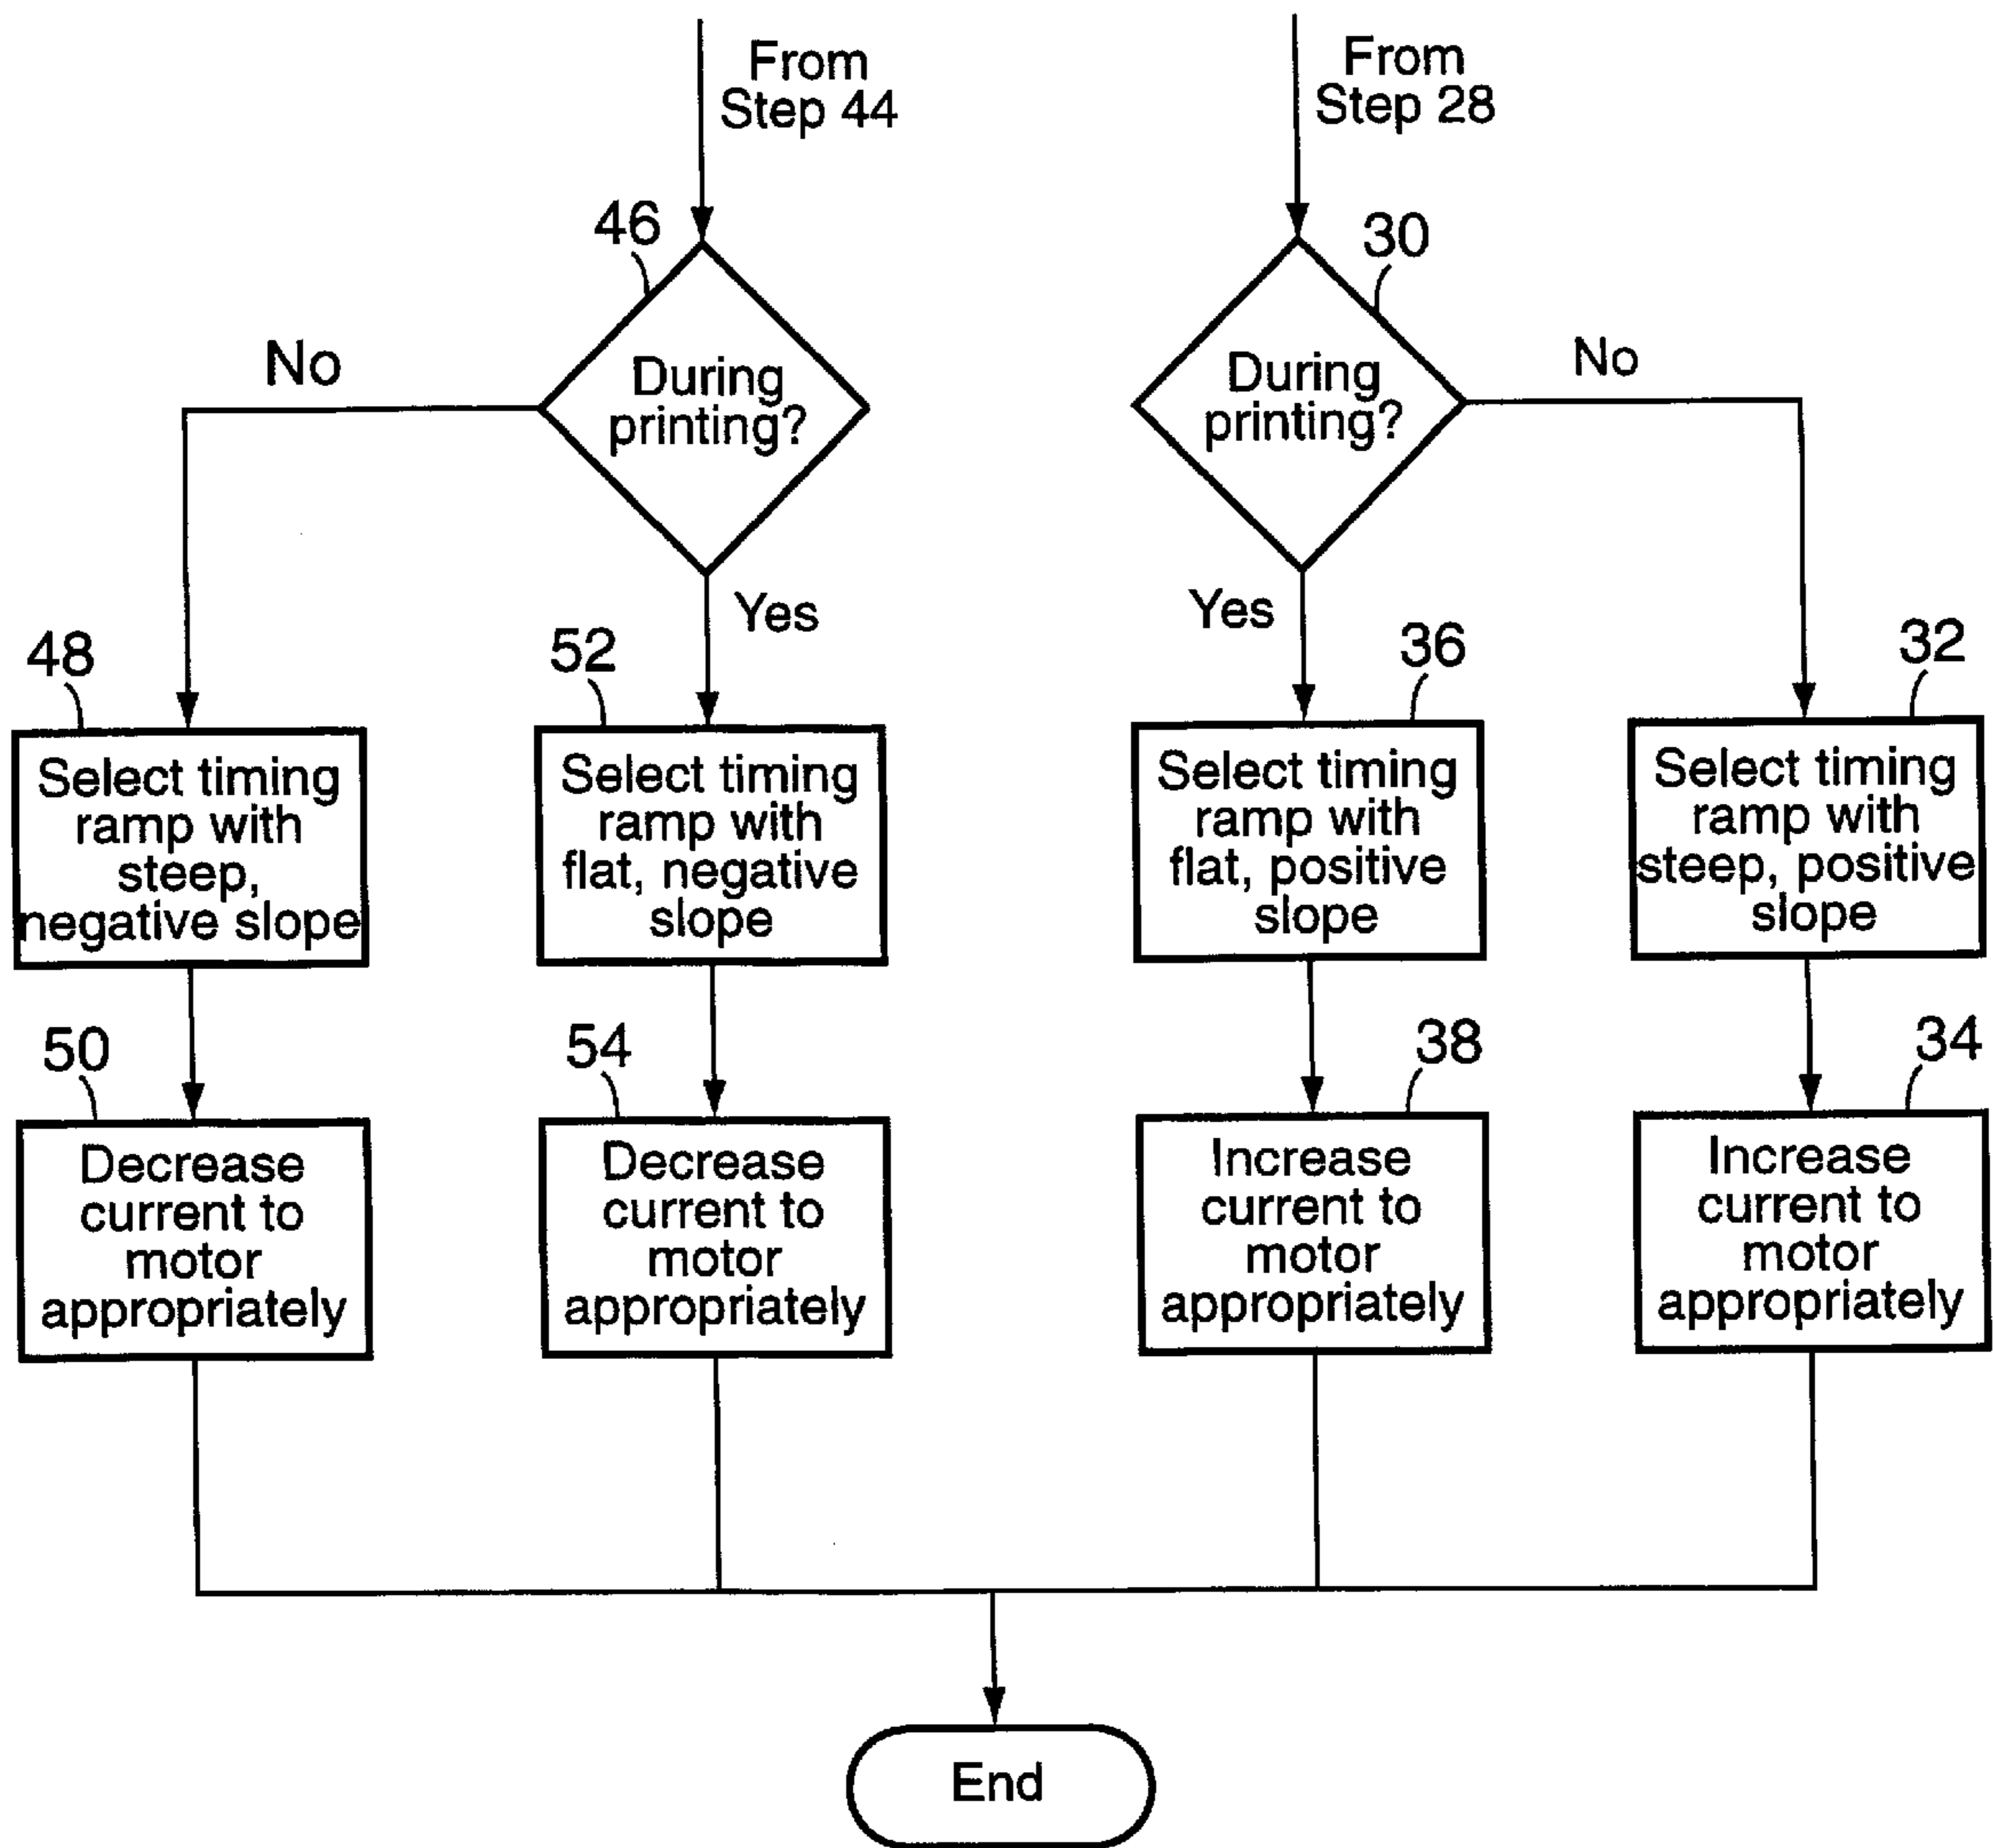 From
Step 44
From
Step 28
46
30
During
printing?
During
printing?
No
No
Yes
Yes
48
52
36
32
Select timing
ramp with
steep,
negative slope
Select timing
ramp with
flat, negative
slope
Select timing
ramp with
flat, positive
slope
Select timing
ramp with
steep, positive
slope
50
54
38
34
Decrease
current to
motor
appropriately
Decrease
current to
motor
appropriately
Increase
current to
motor
appropriately
Increase
current to
motor
appropriately
End